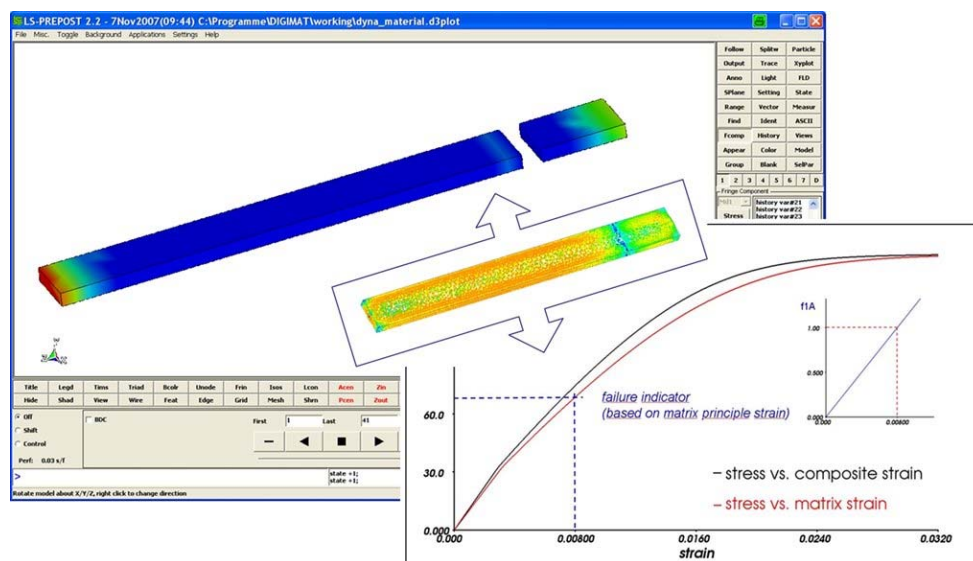 LS-PREPOST 2.2 - 7Nov2007(09:44) C:\Programme\DIGIMAT\working\dyna_material.d3plot
File Misc. Toggle Background Applications Settings Help
Follow Splitw Particle
Output Trace Xyplot
Anno Light FLD
SPlane Setting State
Range Vector Measur
Find Ident ASCII
Fcomp History Views
Appear Color Model
Group Blank SelPar
1 2 3 4 5 6 7 D
Fringe Component
history var#21
history var#22
Stress history var#23
Title Legd Tims Triad Bcolr Unode Frin Isos Lcon Acen Zin
Hide Shad View Wire Feat Edge Grid Mesh Shrn Pcen Zout
Off
Shift
Control
Perf: 0.03 s/f
BDC
First 1 Last 41
>
state +1;
state +1;
Rotate model about X/Y/Z, right click to change direction
f1A
1.00
0.500
0.000
0.000 0.00800
60.0
30.0
0.000
failure indicator
(based on matrix principle strain)
stress vs. composite strain
stress vs. matrix strain
0.000 0.00800 0.0160 0.0240 0.0320
strain